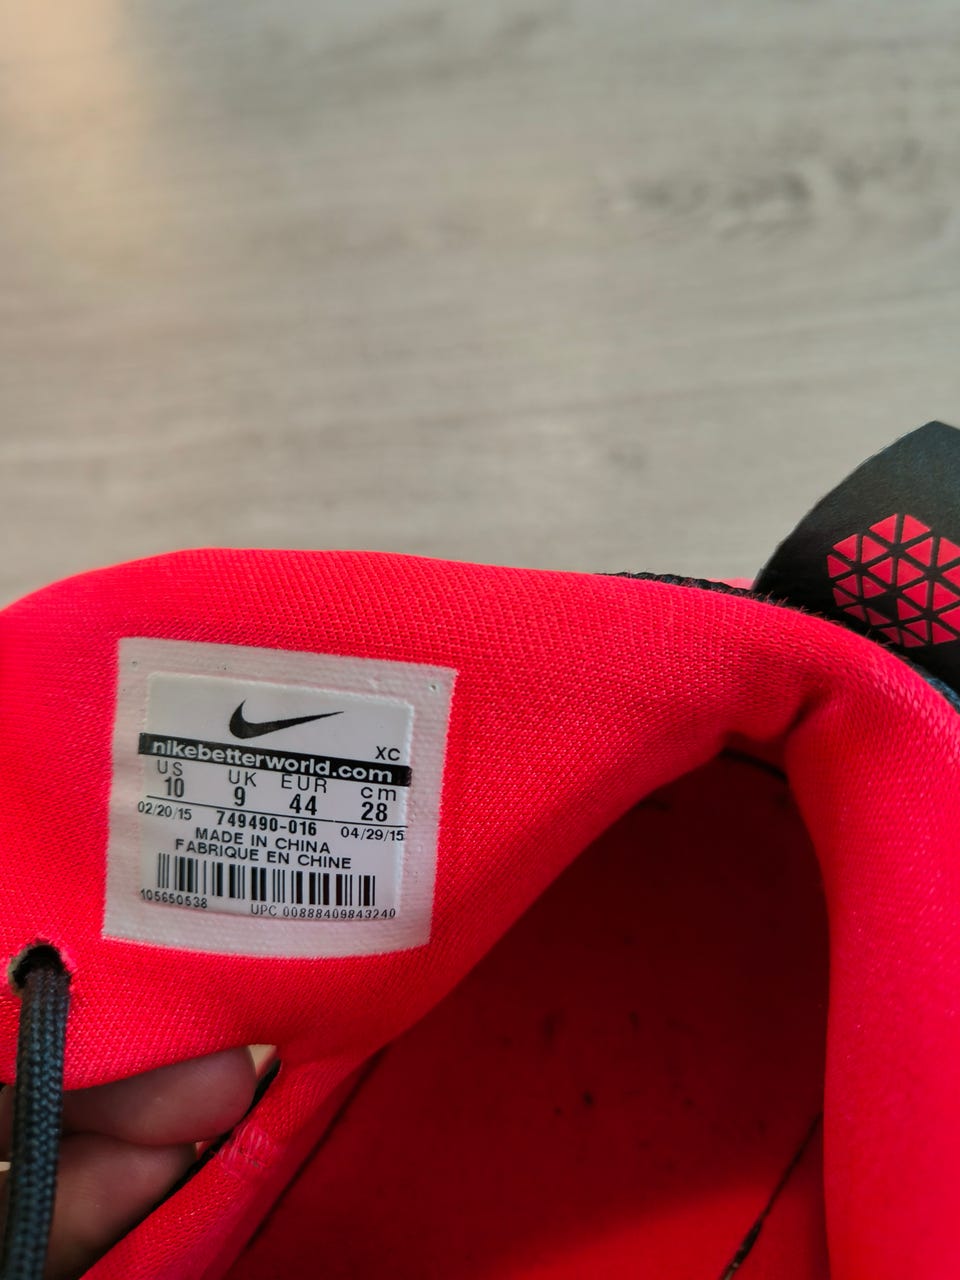 XC
nikebetterworld.com
US UK EUR cm
10 9 44 28
02/20/15 749490-016 04/29/15
MADE IN CHINA
FABRIQUE EN CHINE
105650538
UPC 00888409843240